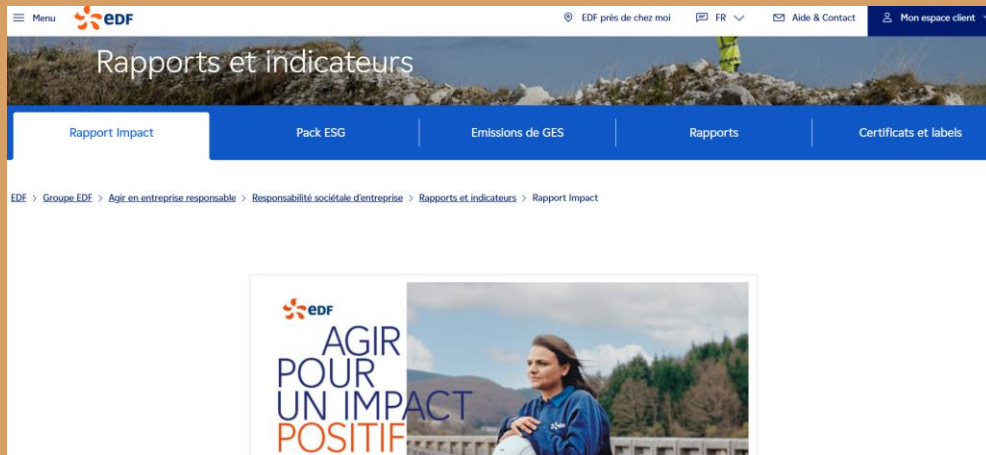 Menu edf EDF près de chez moi FR Aide & Contact Mon espace client
Rapports et indicateurs
Rapport Impact Pack ESG Emissions de GES Rapports Certificats et labels
EDF > Groupe EDF > Agir en entreprise responsable > Responsabilité sociétale d'entreprise > Rapports et indicateurs > Rapport Impact
edf
AGIR
POUR
UN IMPACT
POSITIF